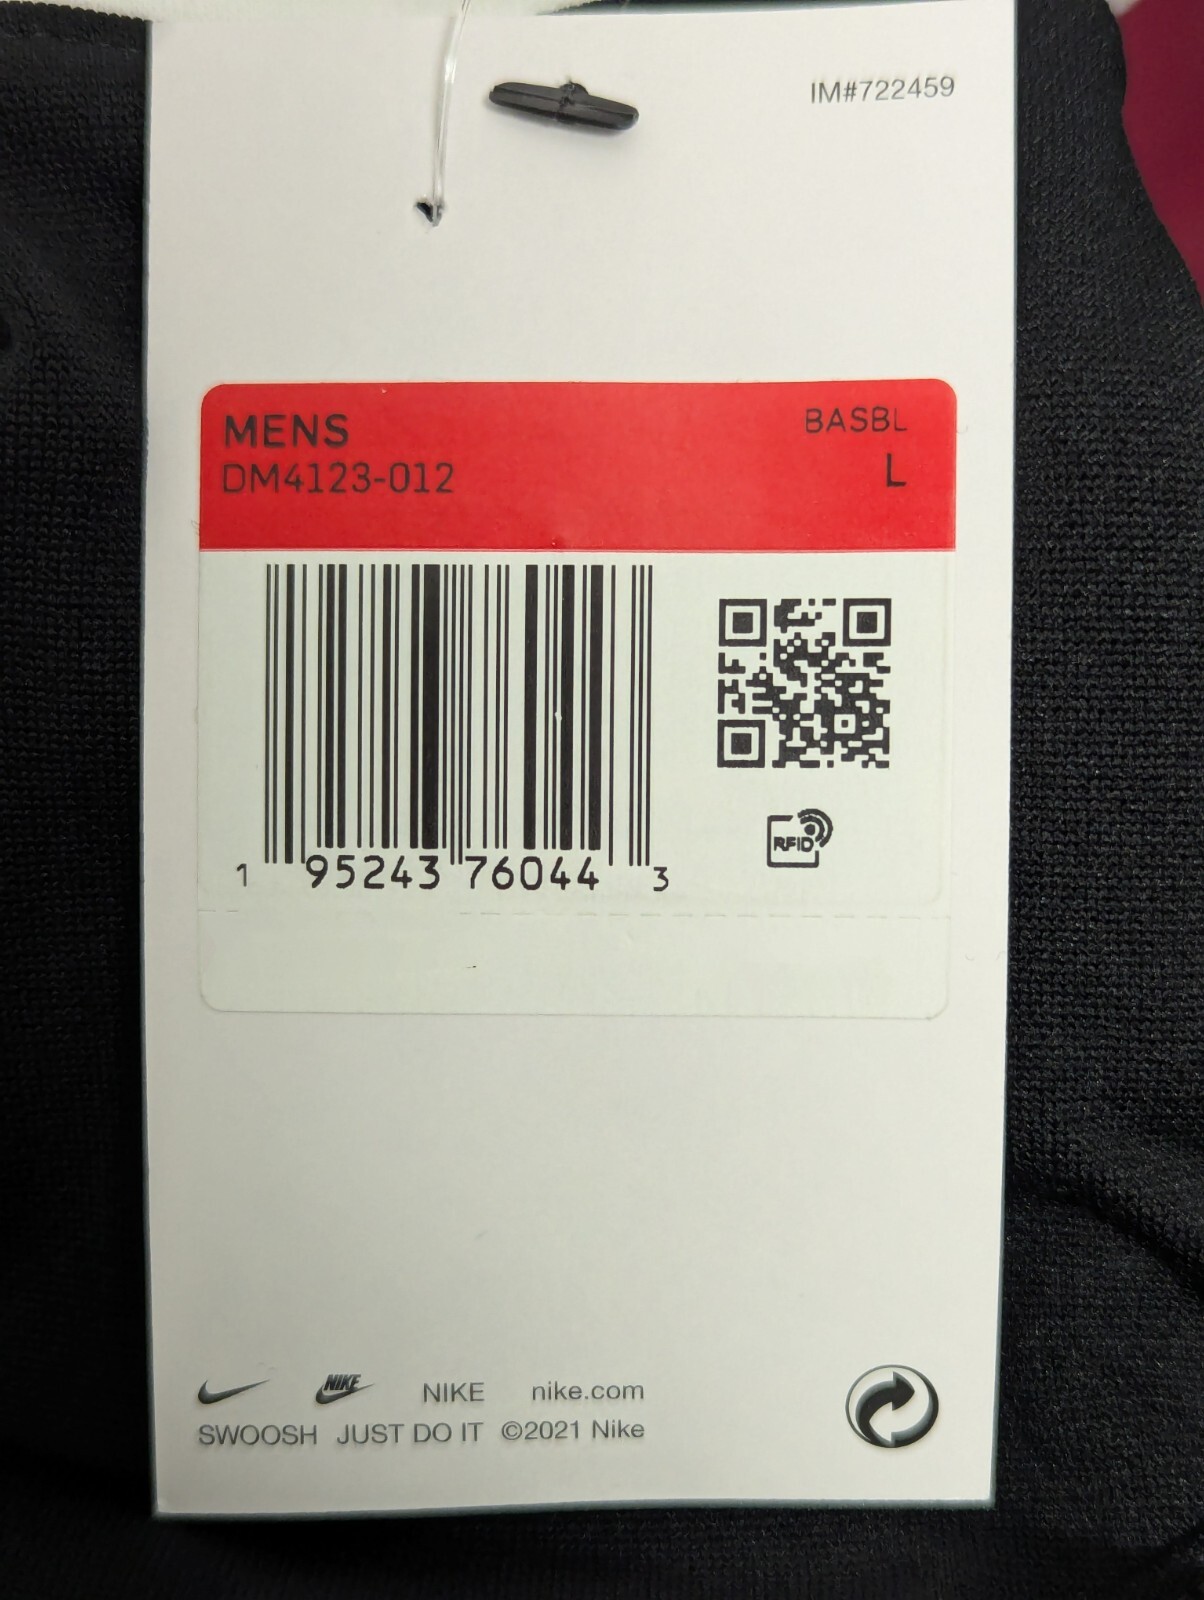 IM#722459
MENS
BASBL
DM4123-012
L
RFID
1 95243 76044 3
NIKE NIKE nike.com
SWOOSH JUST DO IT ©2021 Nike